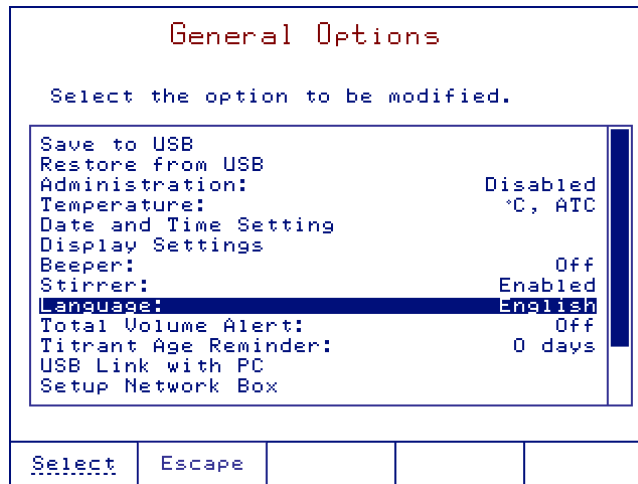 General Options
Select the option to be modified.
Save to USB
Restore from USB
Administration: Disabled
Temperature: °C, ATC
Date and Time Setting
Display Settings
Beeper: Off
Stirrer: Enabled
Language: English
Total Volume Alert: Off
Titrant Age Reminder: 0 days
USB Link with PC
Setup Network Box
Select Escape